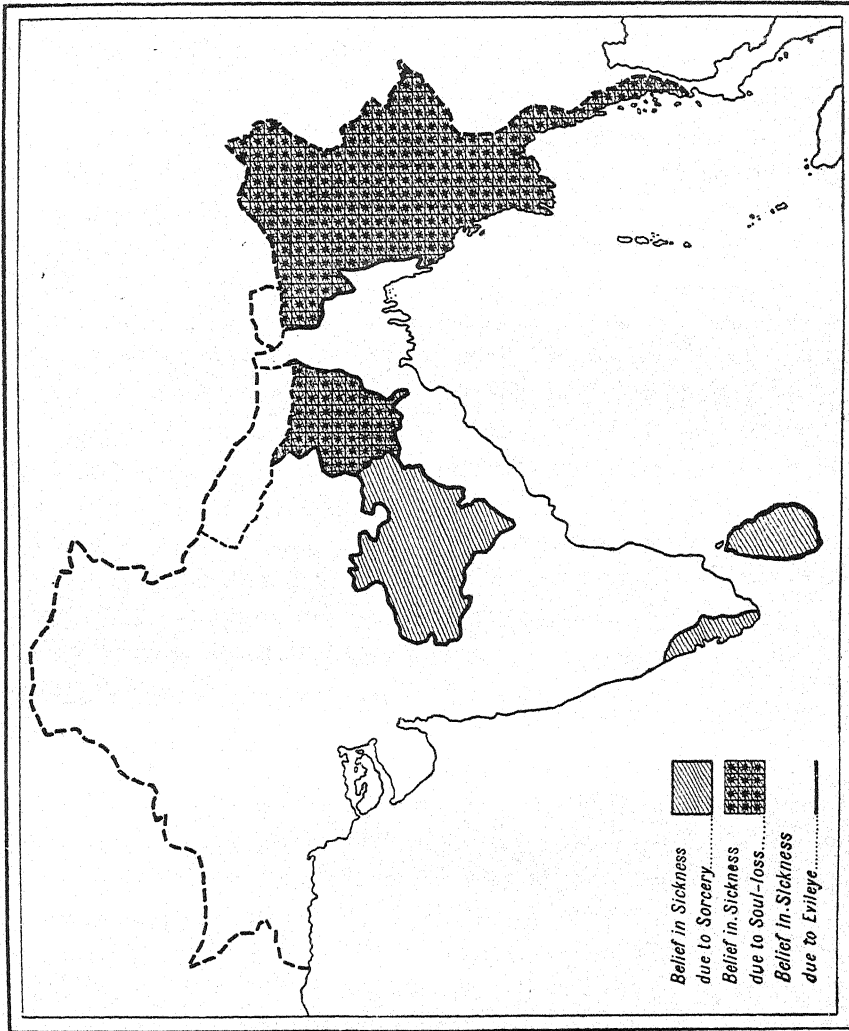 Belief in Sickness
due to Sorcery........
Belief in.Sickness
due to Soul-loss........
Belief in.Sickness
due to Evileye........